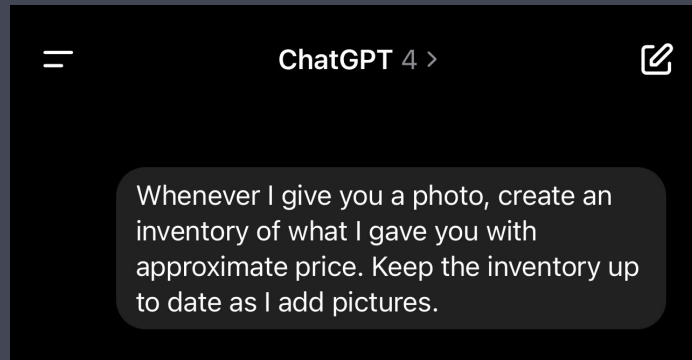 ChatGPT 4 >
Whenever I give you a photo, create an
inventory of what I gave you with
approximate price. Keep the inventory up
to date as I add pictures.